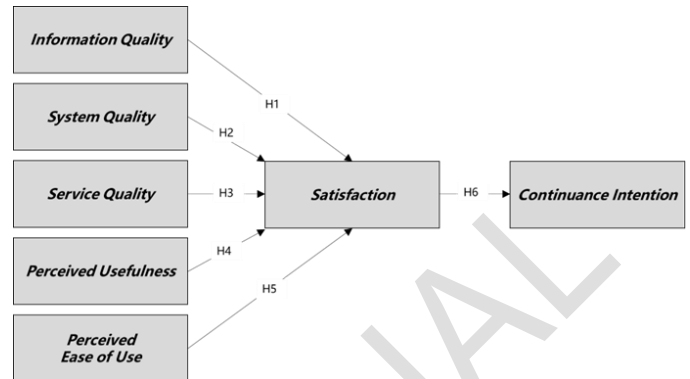 Information Quality
H1
System Quality
H2
Service Quality
H3
Satisfaction
H6
Continuance Intention
H4
Perceived Usefulness
H5
Perceived
Ease of Use